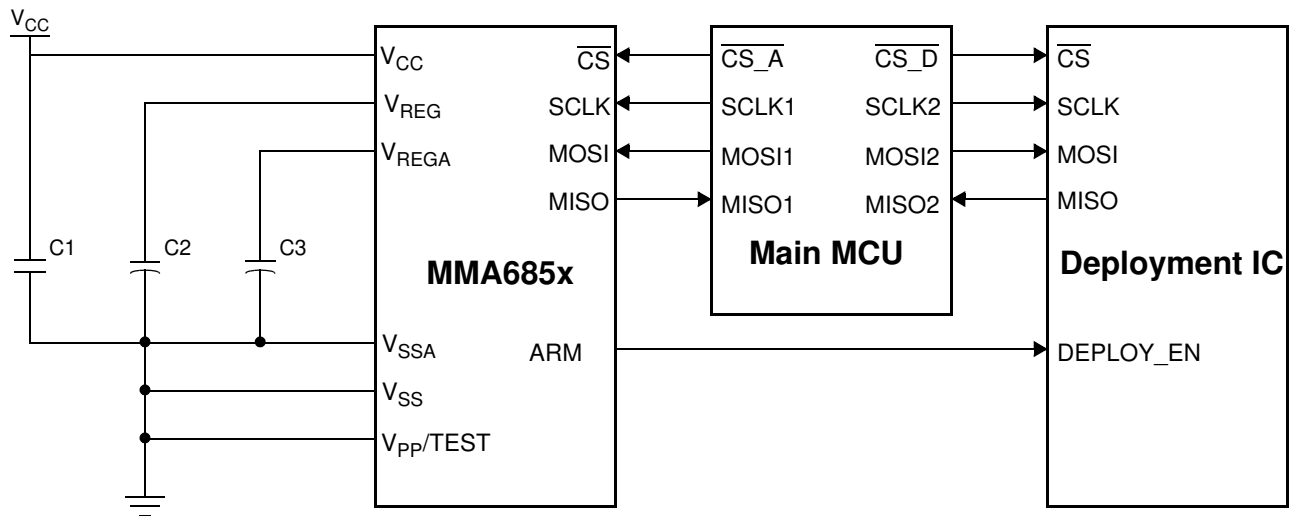 VCC
VCC
VREG
VREGA
C1
C2
C3
VSSA
VSS
VPP/TEST
CS
SCLK
MOSI
MISO
MMA685x
ARM
CS_A
SCLK1
MOSI1
MISO1
CS_D
SCLK2
MOSI2
MISO2
Main MCU
CS
SCLK
MOSI
MISO
Deployment IC
DEPLOY_EN